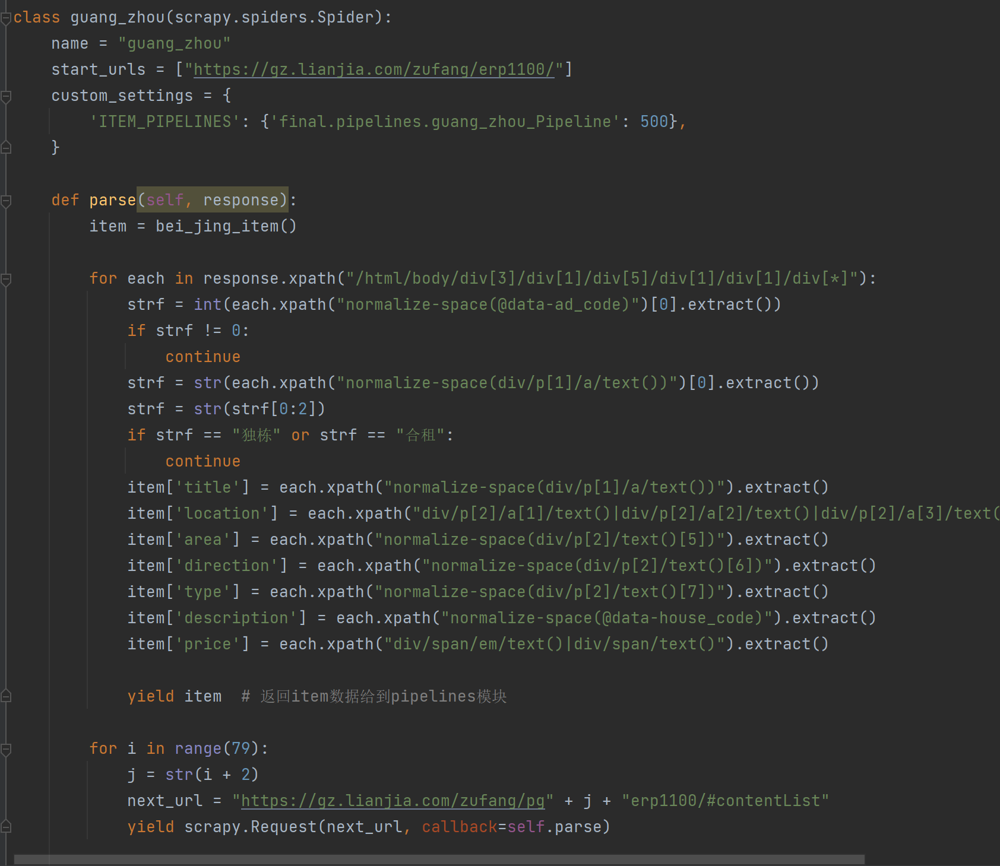 class guang_zhou(scrapy.spiders.Spider):
    name = "guang_zhou"
    start_urls = ["https://gz.lianjia.com/zufang/erp1100/"]
    custom_settings = {
        'ITEM_PIPELINES': {'final.pipelines.guang_zhou_Pipeline': 500},
    }
    def parse(self, response):
        item = bei_jing_item()
        for each in response.xpath("/html/body/div[3]/div[1]/div[5]/div[1]/div[1]/div[*]"):
            strf = int(each.xpath("normalize-space(@data-ad_code)")[0].extract())
            if strf != 0:
                continue
            strf = str(each.xpath("normalize-space(div/p[1]/a/text())")[0].extract())
            strf = str(strf[0:2])
            if strf == "独栋" or strf == "合租":
                continue
            item['title'] = each.xpath("normalize-space(div/p[1]/a/text())").extract()
            item['location'] = each.xpath("div/p[2]/a[1]/text()|div/p[2]/a[2]/text()|div/p[2]/a[3]/text(
            item['area'] = each.xpath("normalize-space(div/p[2]/text()[5])").extract()
            item['direction'] = each.xpath("normalize-space(div/p[2]/text()[6])").extract()
            item['type'] = each.xpath("normalize-space(div/p[2]/text()[7])").extract()
            item['description'] = each.xpath("normalize-space(@data-house_code)").extract()
            item['price'] = each.xpath("div/span/em/text()|div/span/text()").extract()
            yield item  # 返回item数据给到pipelines模块
        for i in range(79):
            j = str(i + 2)
            next_url = "https://gz.lianjia.com/zufang/pg" + j + "erp1100/#contentList"
            yield scrapy.Request(next_url, callback=self.parse)